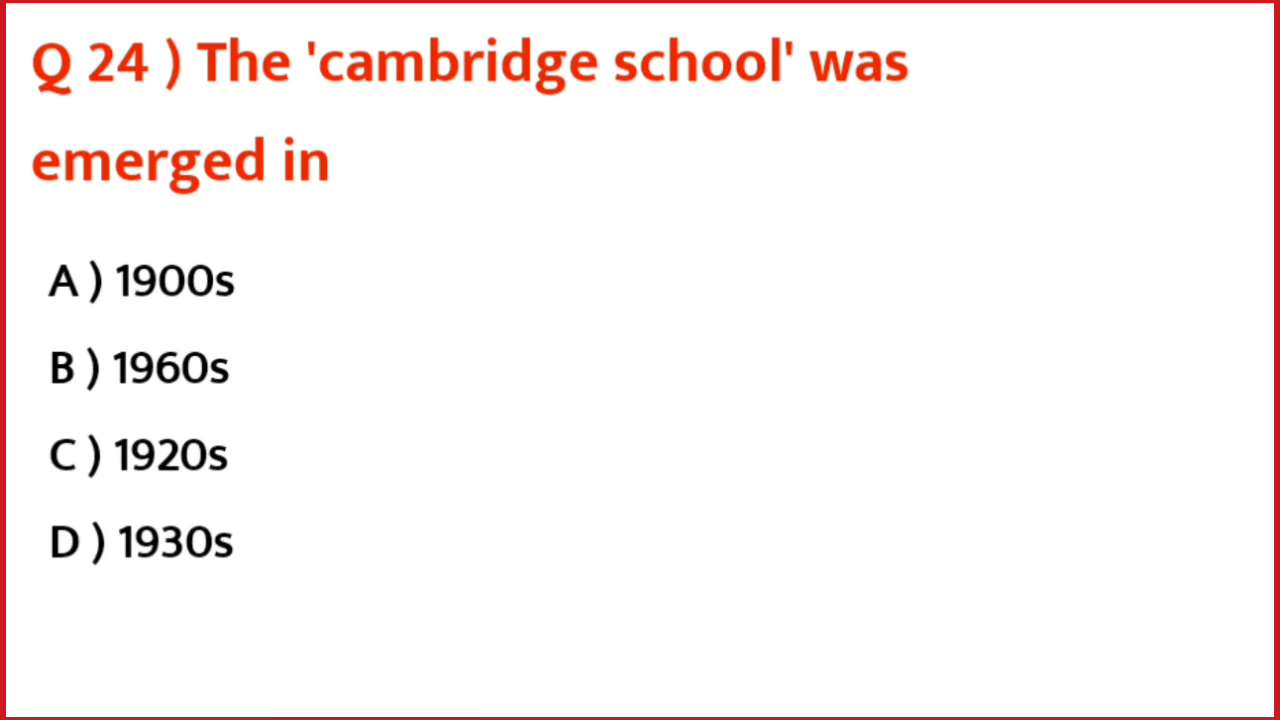 Q 24 ) The 'cambridge school' was
emerged in
A ) 1900s
B ) 1960s
C ) 1920s
D ) 1930s